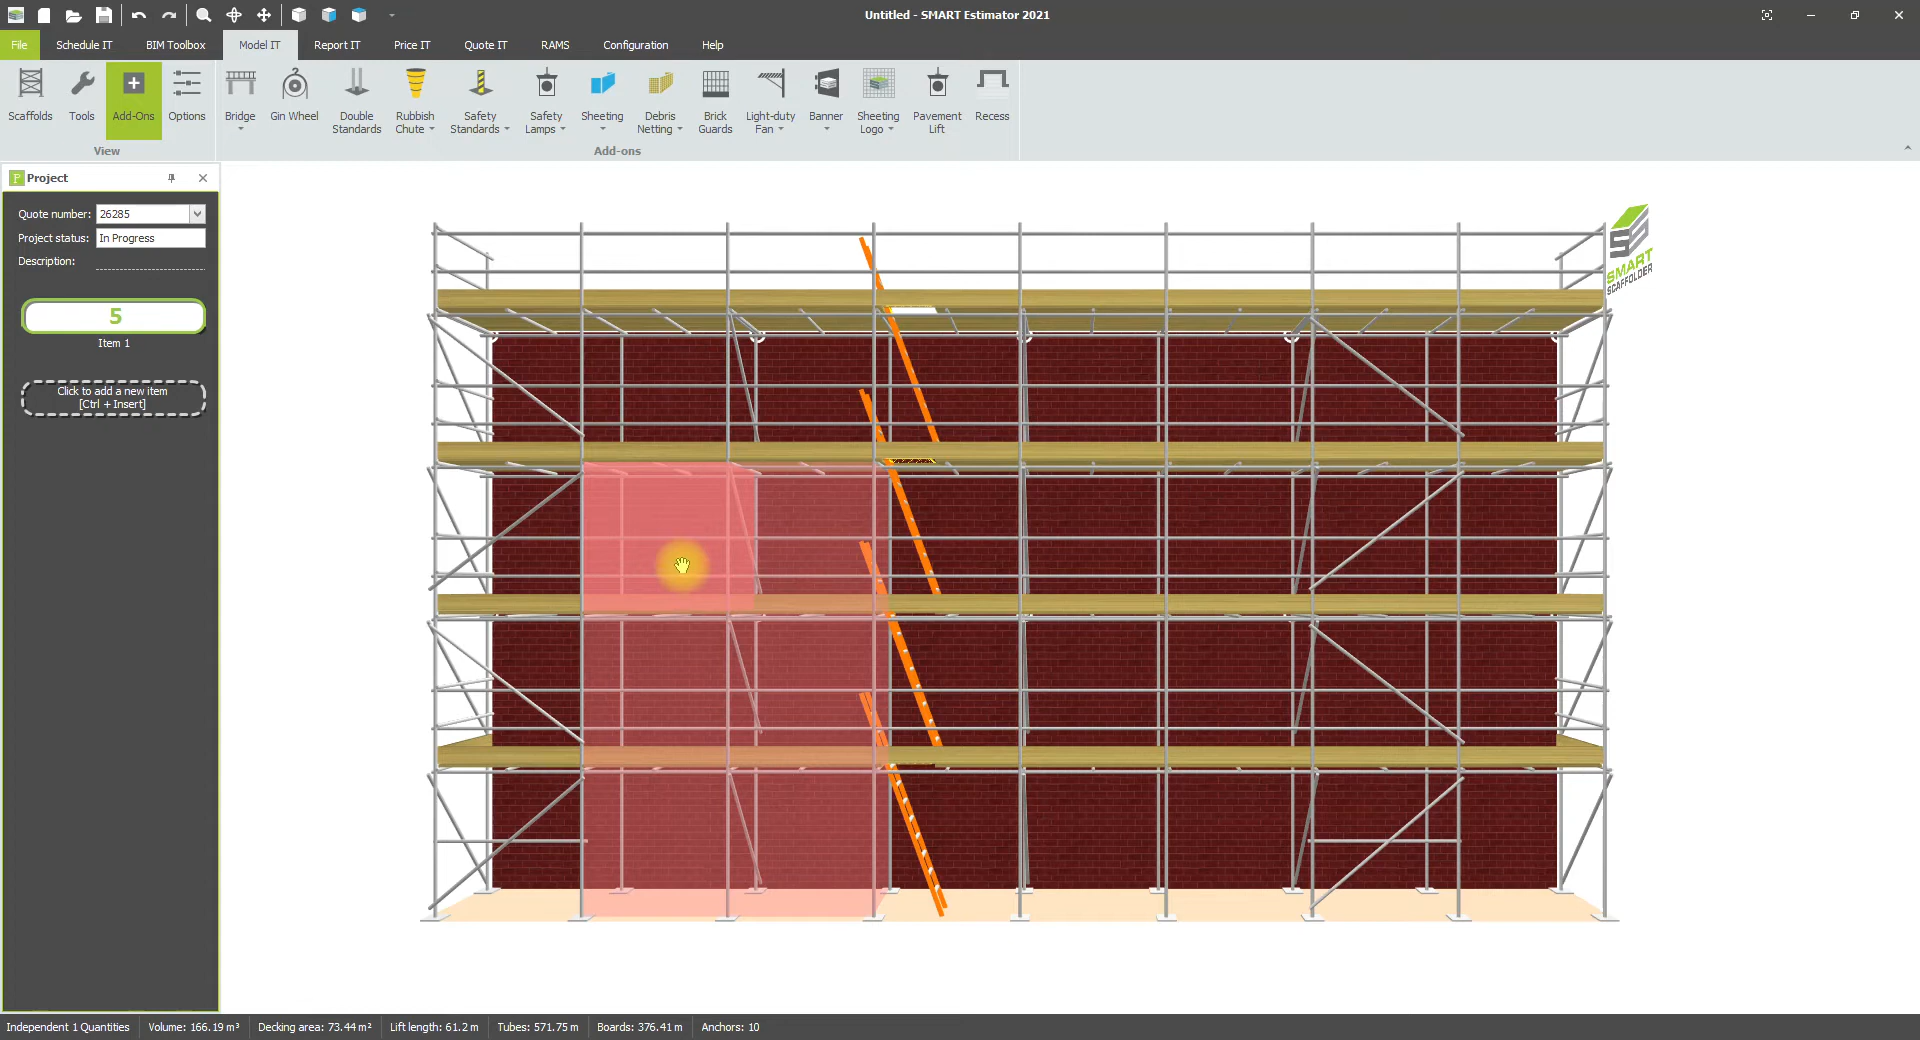 Untitled - SMART Estimator 2021
File Schedule IT BIM Toolbox Model IT Report IT Price IT Quote IT RAMS Configuration Help
Scaffolds Tools Add-Ons Options Bridge Gin Wheel Double Standards Rubbish Chute Safety Standards Safety Lamps Sheeting Debris Netting Brick Guards Light-duty Fan Banner Sheeting Logo Pavement Lift Recess
View Add-ons
P Project
Quote number: 26285
Project status: In Progress
Description:
5
Item 1
Click to add a new item
[Ctrl + Insert]
SMART
SCAFFOLDER
Independent 1 Quantities Volume: 166.19 m³ Decking area: 73.44 m² Lift length: 61.2 m Tubes: 571.75 m Boards: 376.41 m Anchors: 10